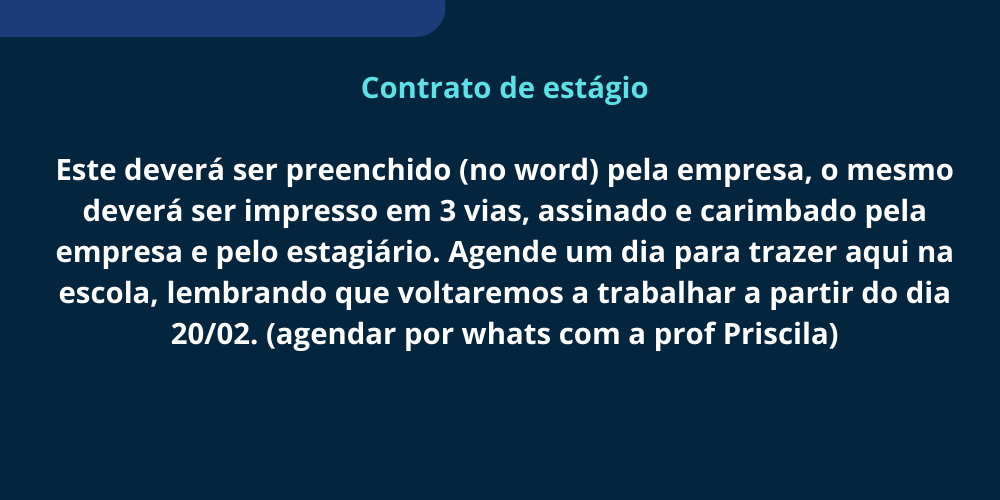 Contrato de estágio
Este deverá ser preenchido (no word) pela empresa, o mesmo
deverá ser impresso em 3 vias, assinado e carimbado pela
empresa e pelo estagiário. Agende um dia para trazer aqui na
escola, lembrando que voltaremos a trabalhar a partir do dia
20/02. (agendar por whats com a prof Priscila)